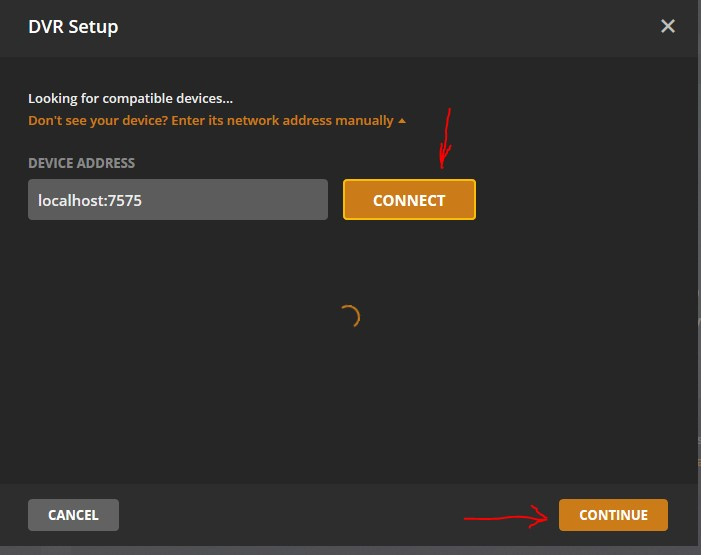 DVR Setup
Looking for compatible devices...
Don't see your device? Enter its network address manually
DEVICE ADDRESS
localhost:7575
CONNECT
CANCEL
CONTINUE